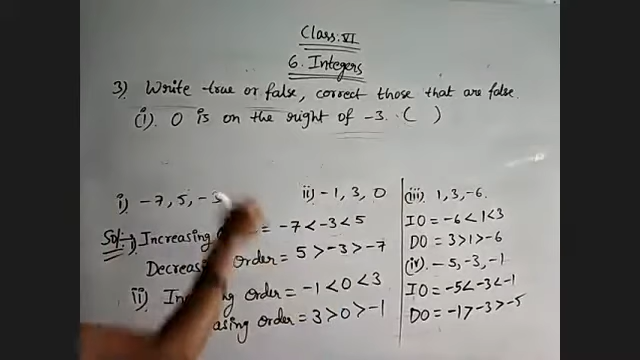 Class:VI
6. Integers
3). Write true or false, correct those that are false.
(i). 0 is on the right of -3. ( )
i) -7, 5, -3
Sol:- i) Increasing = -7 < -3 < 5
Decreasing order = 5 > -3 > -7
ii) -1, 3, 0
ii) order = -1 < 0 < 3
order = 3 > 0 > -1
(iii) 1, 3, -6.
IO = -6 < 1 < 3
DO = 3 > 1 > -6
(iv). -5, -3, -1
IO = -5 < -3 < -1
DO = -1 > -3 > -5